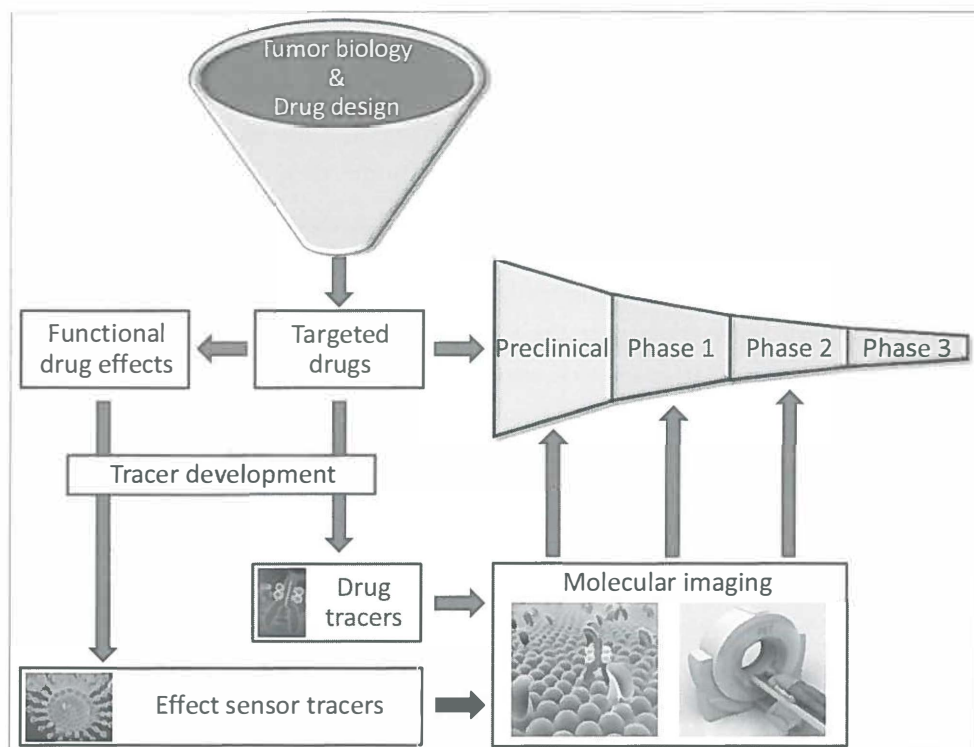 Tumor biology
&
Drug design
Functional
drug effects
Targeted
drugs
Preclinical
Phase 1
Phase 2
Phase 3
Tracer development
Drug
tracers
Molecular imaging
Effect sensor tracers